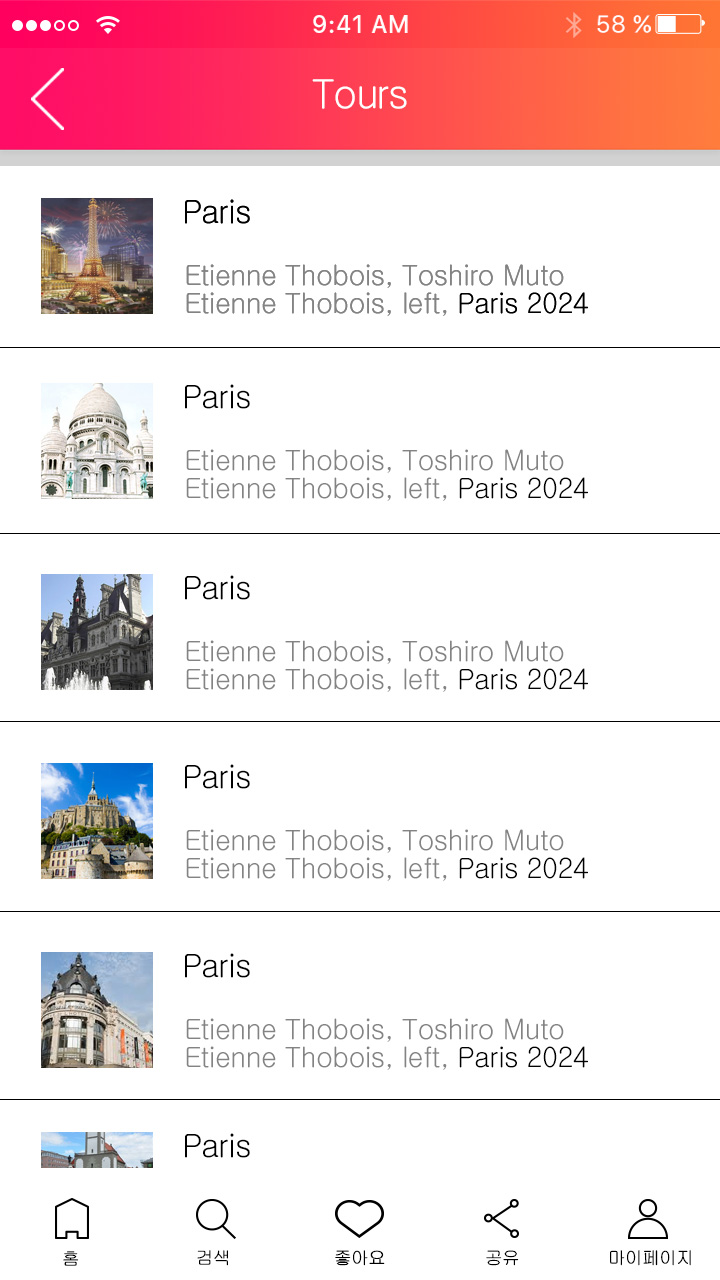 9:41 AM 58 %
Tours
Paris
Etienne Thobois, Toshiro Muto
Etienne Thobois, left, Paris 2024
Paris
Etienne Thobois, Toshiro Muto
Etienne Thobois, left, Paris 2024
Paris
Etienne Thobois, Toshiro Muto
Etienne Thobois, left, Paris 2024
Paris
Etienne Thobois, Toshiro Muto
Etienne Thobois, left, Paris 2024
Paris
Etienne Thobois, Toshiro Muto
Etienne Thobois, left, Paris 2024
Paris
홈 검색 좋아요 공유 마이페이지